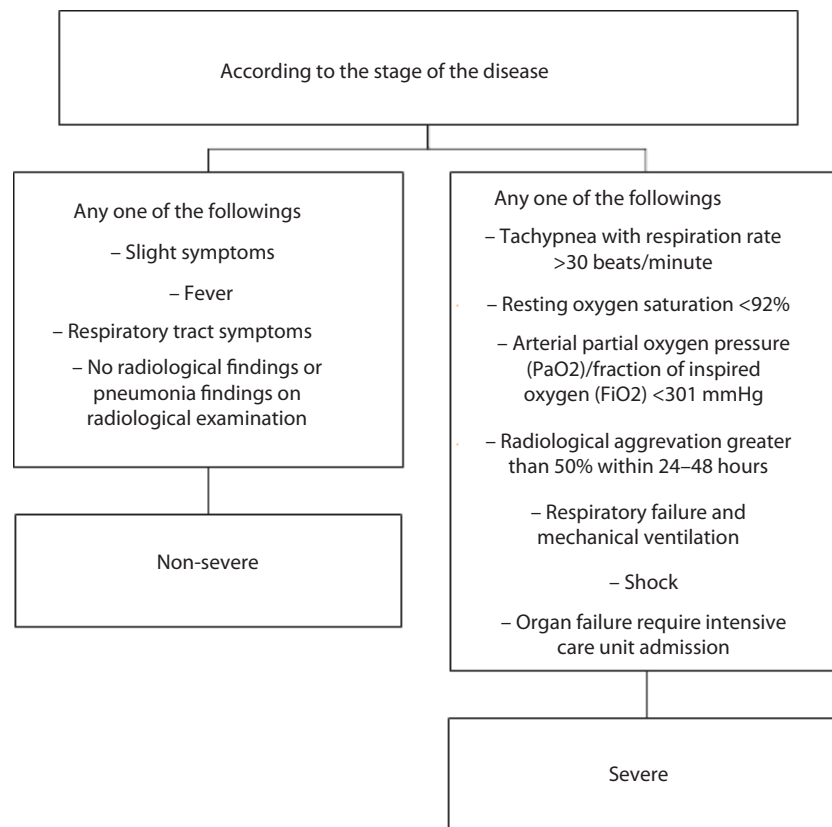 According to the stage of the disease
Any one of the followings
– Slight symptoms
– Fever
– Respiratory tract symptoms
– No radiological findings or
pneumonia findings on
radiological examination
Non-severe
Any one of the followings
– Tachypnea with respiration rate
>30 beats/minute
– Resting oxygen saturation <92%
– Arterial partial oxygen pressure
(PaO2)/fraction of inspired
oxygen (FiO2) <301 mmHg
– Radiological aggrevation greater
than 50% within 24–48 hours
– Respiratory failure and
mechanical ventilation
– Shock
– Organ failure require intensive
care unit admission
Severe